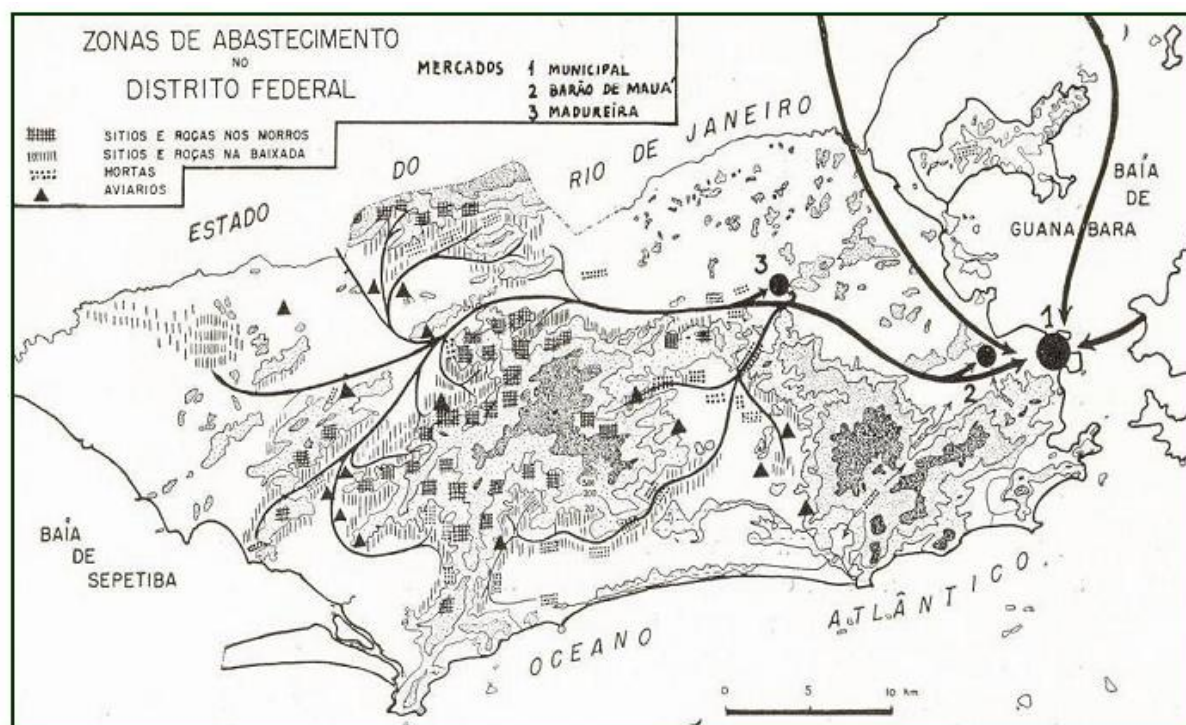 ZONAS DE ABASTECIMENTO
NO
DISTRITO FEDERAL
MERCADOS 1 MUNICIPAL
2 BARÃO DE MAUÁ
3 MADUREIRA
SITIOS E ROÇAS NOS MORROS
SITIOS E ROÇAS NA BAIXADA
HORTAS
AVIARIOS
ESTADO DO RIO DE JANEIRO
BAÍA
DE
GUANABARA
3
1
2
BAÍA
DE
SEPETIBA
OCEANO ATLÂNTICO
0 5 10 Km